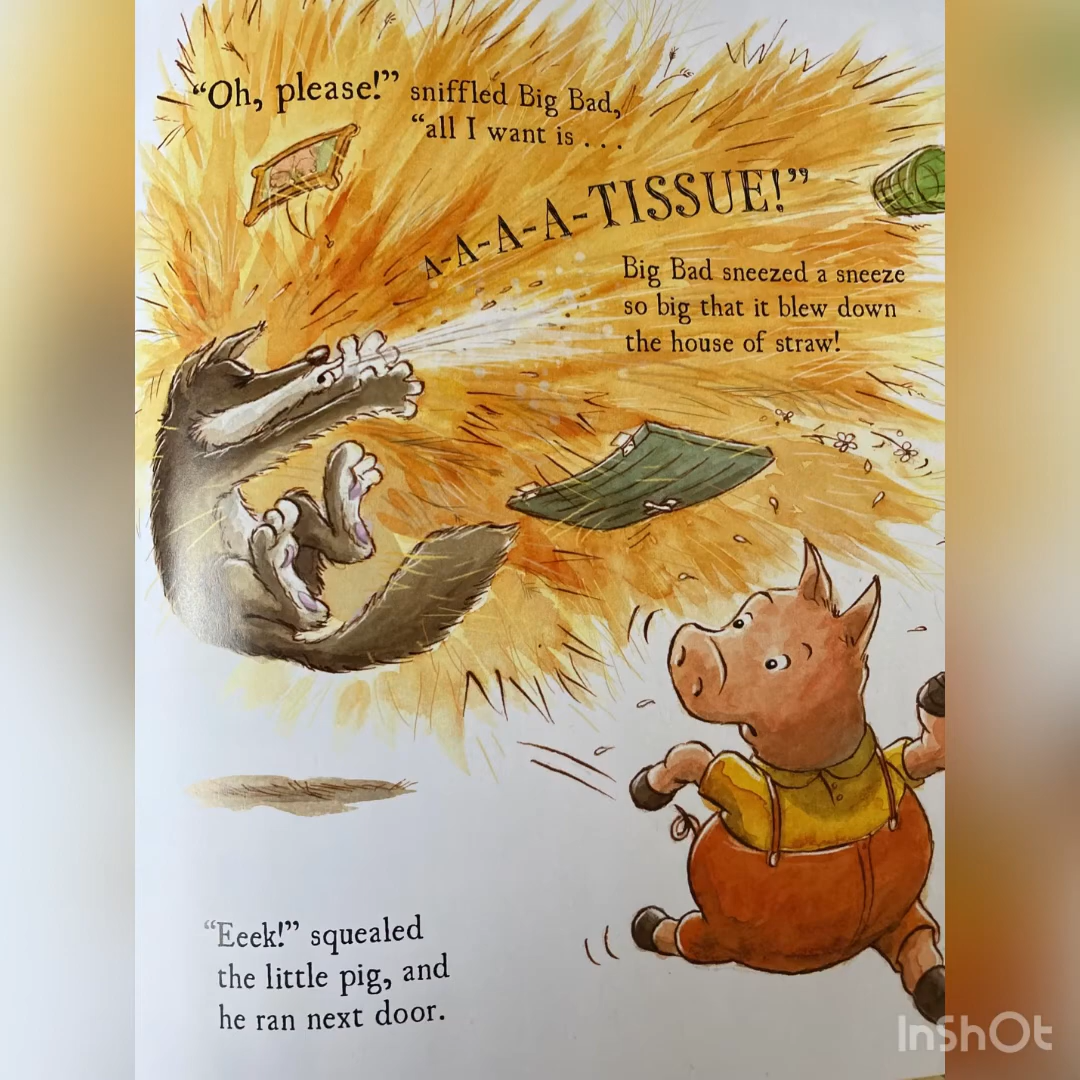 “Oh, please!” sniffled Big Bad,
“all I want is . . .
A-A-A-A-TISSUE!”
Big Bad sneezed a sneeze
so big that it blew down
the house of straw!
“Eeek!” squealed
the little pig, and
he ran next door.
InShOt